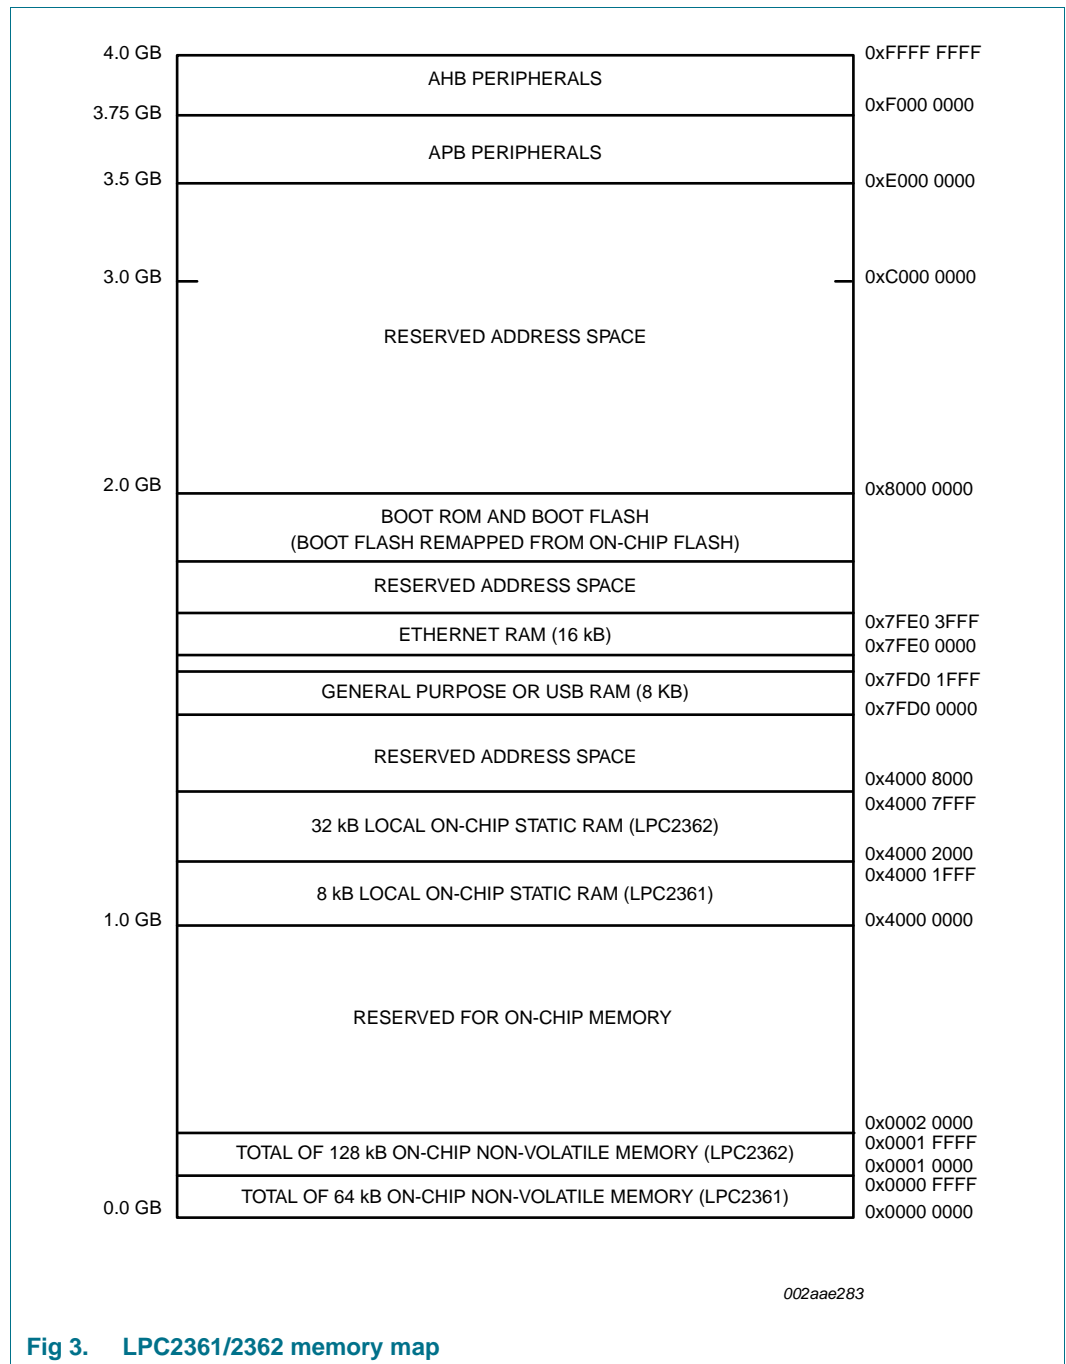 4.0 GB
0xFFFF FFFF
AHB PERIPHERALS
3.75 GB
0xF000 0000
APB PERIPHERALS
3.5 GB
0xE000 0000
3.0 GB
0xC000 0000
RESERVED ADDRESS SPACE
2.0 GB
0x8000 0000
BOOT ROM AND BOOT FLASH
(BOOT FLASH REMAPPED FROM ON-CHIP FLASH)
RESERVED ADDRESS SPACE
0x7FE0 3FFF
ETHERNET RAM (16 kB)
0x7FE0 0000
0x7FD0 1FFF
GENERAL PURPOSE OR USB RAM (8 KB)
0x7FD0 0000
RESERVED ADDRESS SPACE
0x4000 8000
0x4000 7FFF
32 kB LOCAL ON-CHIP STATIC RAM (LPC2362)
0x4000 2000
0x4000 1FFF
8 kB LOCAL ON-CHIP STATIC RAM (LPC2361)
1.0 GB
0x4000 0000
RESERVED FOR ON-CHIP MEMORY
0x0002 0000
0x0001 FFFF
TOTAL OF 128 kB ON-CHIP NON-VOLATILE MEMORY (LPC2362)
0x0001 0000
0x0000 FFFF
TOTAL OF 64 kB ON-CHIP NON-VOLATILE MEMORY (LPC2361)
0.0 GB
0x0000 0000
002aae283
Fig 3. LPC2361/2362 memory map